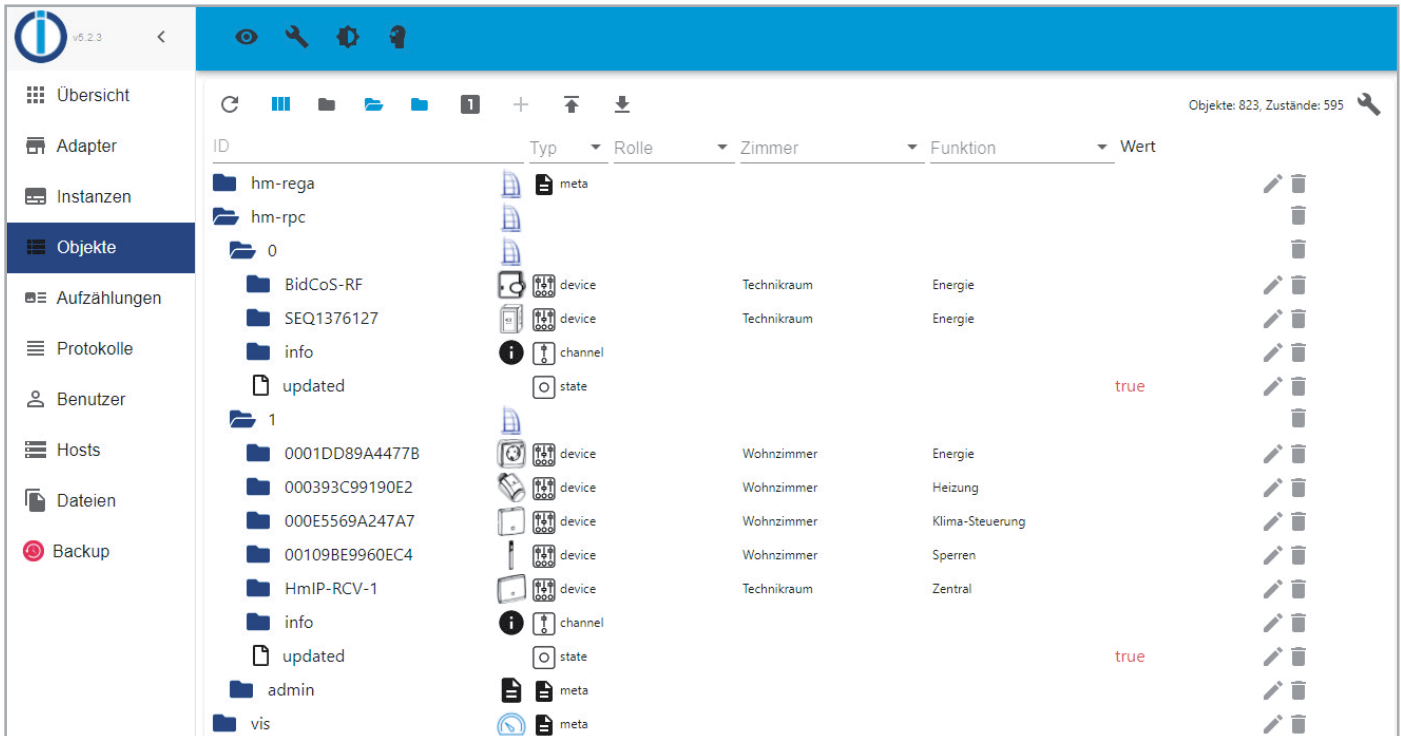 v5.2.3
Übersicht
Adapter
Instanzen
Objekte
Aufzählungen
Protokolle
Benutzer
Hosts
Dateien
Backup
1
Objekte: 823, Zustände: 595
ID Typ Rolle Zimmer Funktion Wert
hm-rega meta
hm-rpc
0
BidCoS-RF device Technikraum Energie
SEQ1376127 device Technikraum Energie
info channel
updated state true
1
0001DD89A4477B device Wohnzimmer Energie
000393C99190E2 device Wohnzimmer Heizung
000E5569A247A7 device Wohnzimmer Klima-Steuerung
00109BE9960EC4 device Wohnzimmer Sperren
HmIP-RCV-1 device Technikraum Zentral
info channel
updated state true
admin meta
vis meta